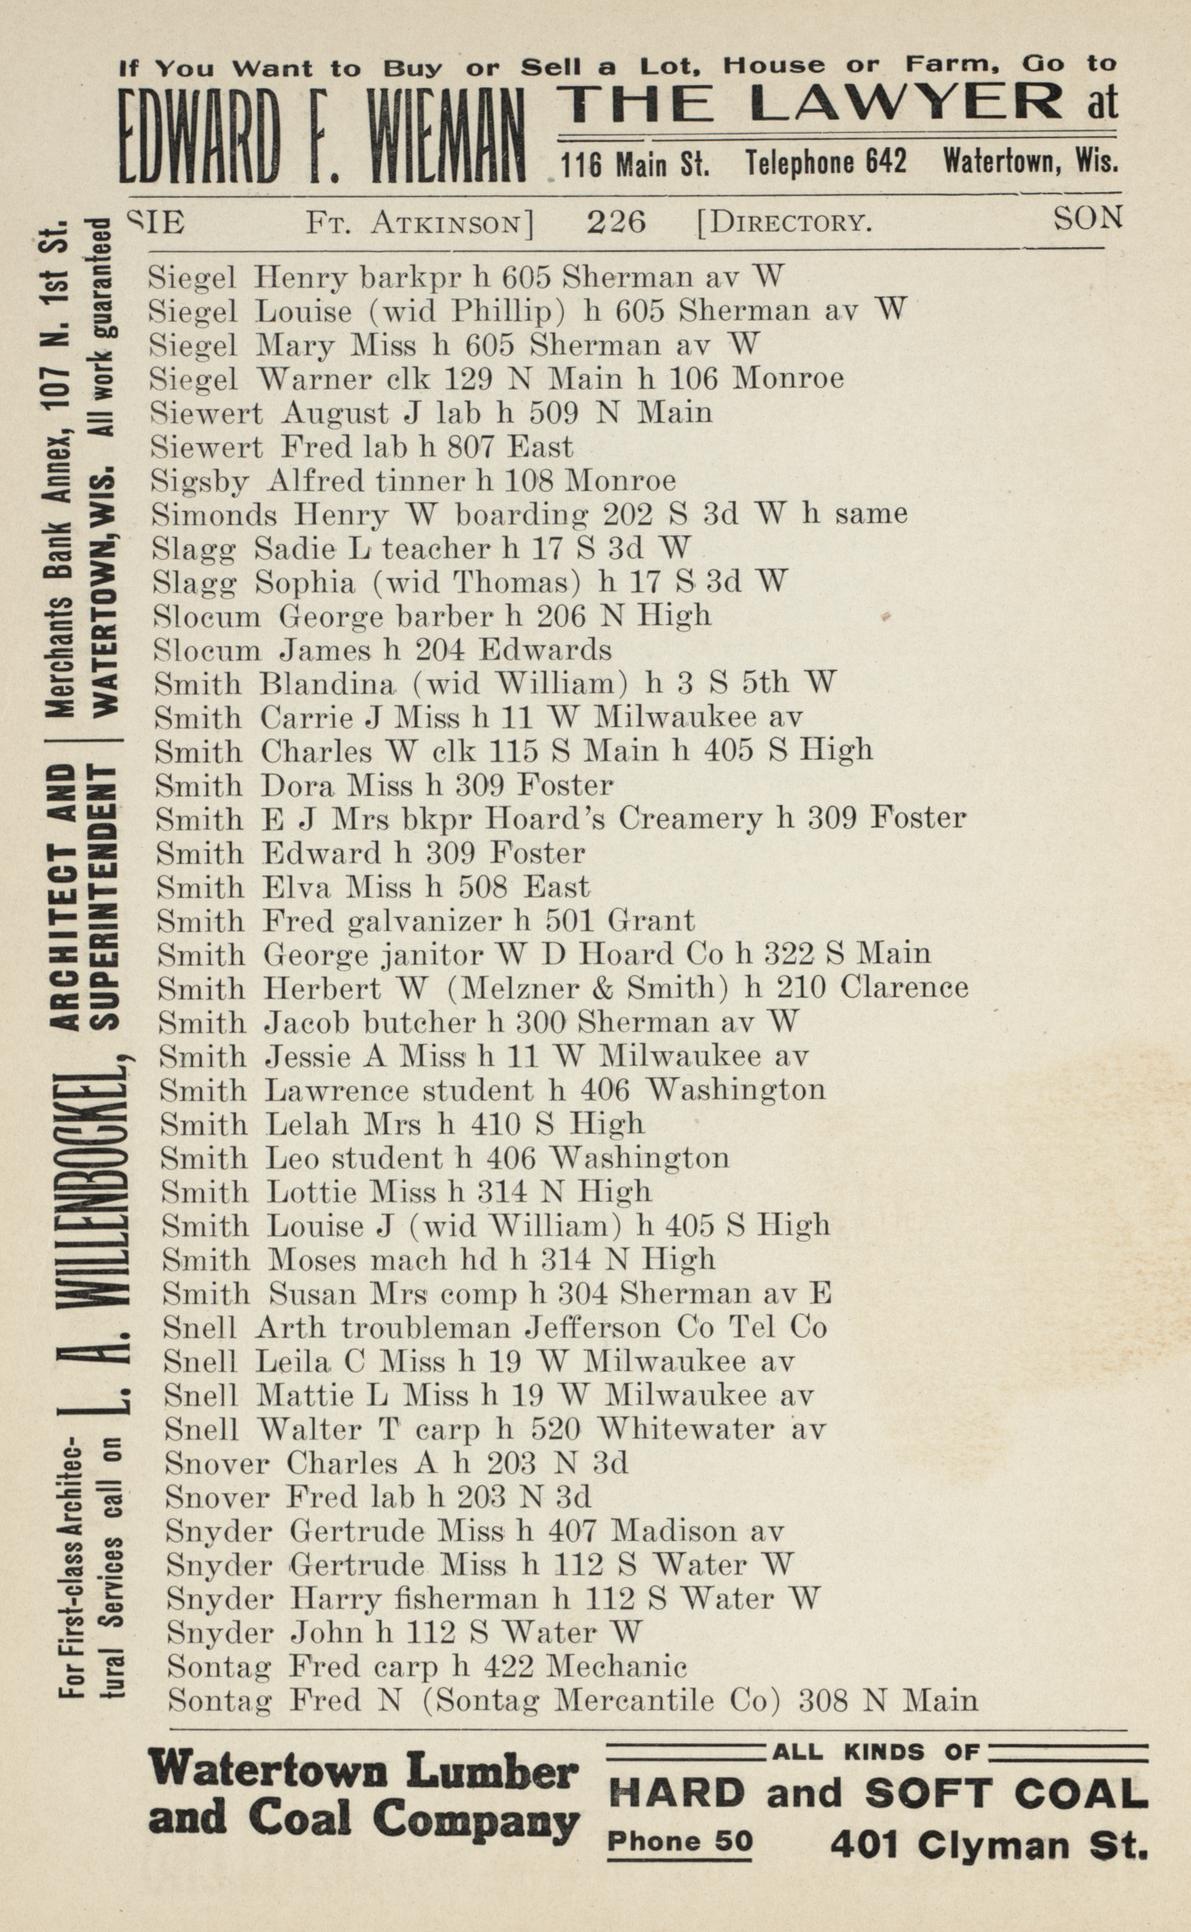 If You Want to Buy or Sell a Lot, House or Farm, Go to
EDWARD F. WIEMAN THE LAWYER at
116 Main St. Telephone 642 Watertown, Wis.
SIE Ft. Atkinson] 226 [Directory. SON
Siegel Henry barkpr h 605 Sherman av W
Siegel Louise (wid Phillip) h 605 Sherman av W
Siegel Mary Miss h 605 Sherman av W
Siegel Warner clk 129 N Main h 106 Monroe
Siewert August J lab h 509 N Main
Siewert Fred lab h 807 East
Sigsby Alfred tinner h 108 Monroe
Simonds Henry W boarding 202 S 3d W h same
Slagg Sadie L teacher h 17 S 3d W
Slagg Sophia (wid Thomas) h 17 S 3d W
Slocum George barber h 206 N High
Slocum James h 204 Edwards
Smith Blandina (wid William) h 3 S 5th W
Smith Carrie J Miss h 11 W Milwaukee av
Smith Charles W clk 115 S Main h 405 S High
Smith Dora Miss h 309 Foster
Smith E J Mrs bkpr Hoard's Creamery h 309 Foster
Smith Edward h 309 Foster
Smith Elva Miss h 508 East
Smith Fred galvanizer h 501 Grant
Smith George janitor W D Hoard Co h 322 S Main
Smith Herbert W (Melzner & Smith) h 210 Clarence
Smith Jacob butcher h 300 Sherman av W
Smith Jessie A Miss h 11 W Milwaukee av
Smith Lawrence student h 406 Washington
Smith Lelah Mrs h 410 S High
Smith Leo student h 406 Washington
Smith Lottie Miss h 314 N High
Smith Louise J (wid William) h 405 S High
Smith Moses mach hd h 314 N High
Smith Susan Mrs comp h 304 Sherman av E
Snell Arth troubleman Jefferson Co Tel Co
Snell Leila C Miss h 19 W Milwaukee av
Snell Mattie L Miss h 19 W Milwaukee av
Snell Walter T carp h 520 Whitewater av
Snover Charles A h 203 N 3d
Snover Fred lab h 203 N 3d
Snyder Gertrude Miss h 407 Madison av
Snyder Gertrude Miss h 112 S Water W
Snyder Harry fisherman h 112 S Water W
Snyder John h 112 S Water W
Sontag Fred carp h 422 Mechanic
Sontag Fred N (Sontag Mercantile Co) 308 N Main
For First-class Architec-
tural Services call on
L. A. WILLENBOCKEL,
ARCHITECT AND
SUPERINTENDENT
Merchants Bank Annex, 107 N. 1st St.
WATERTOWN, WIS. All work guaranteed
Watertown Lumber
and Coal Company
ALL KINDS OF
HARD and SOFT COAL
Phone 50 401 Clyman St.